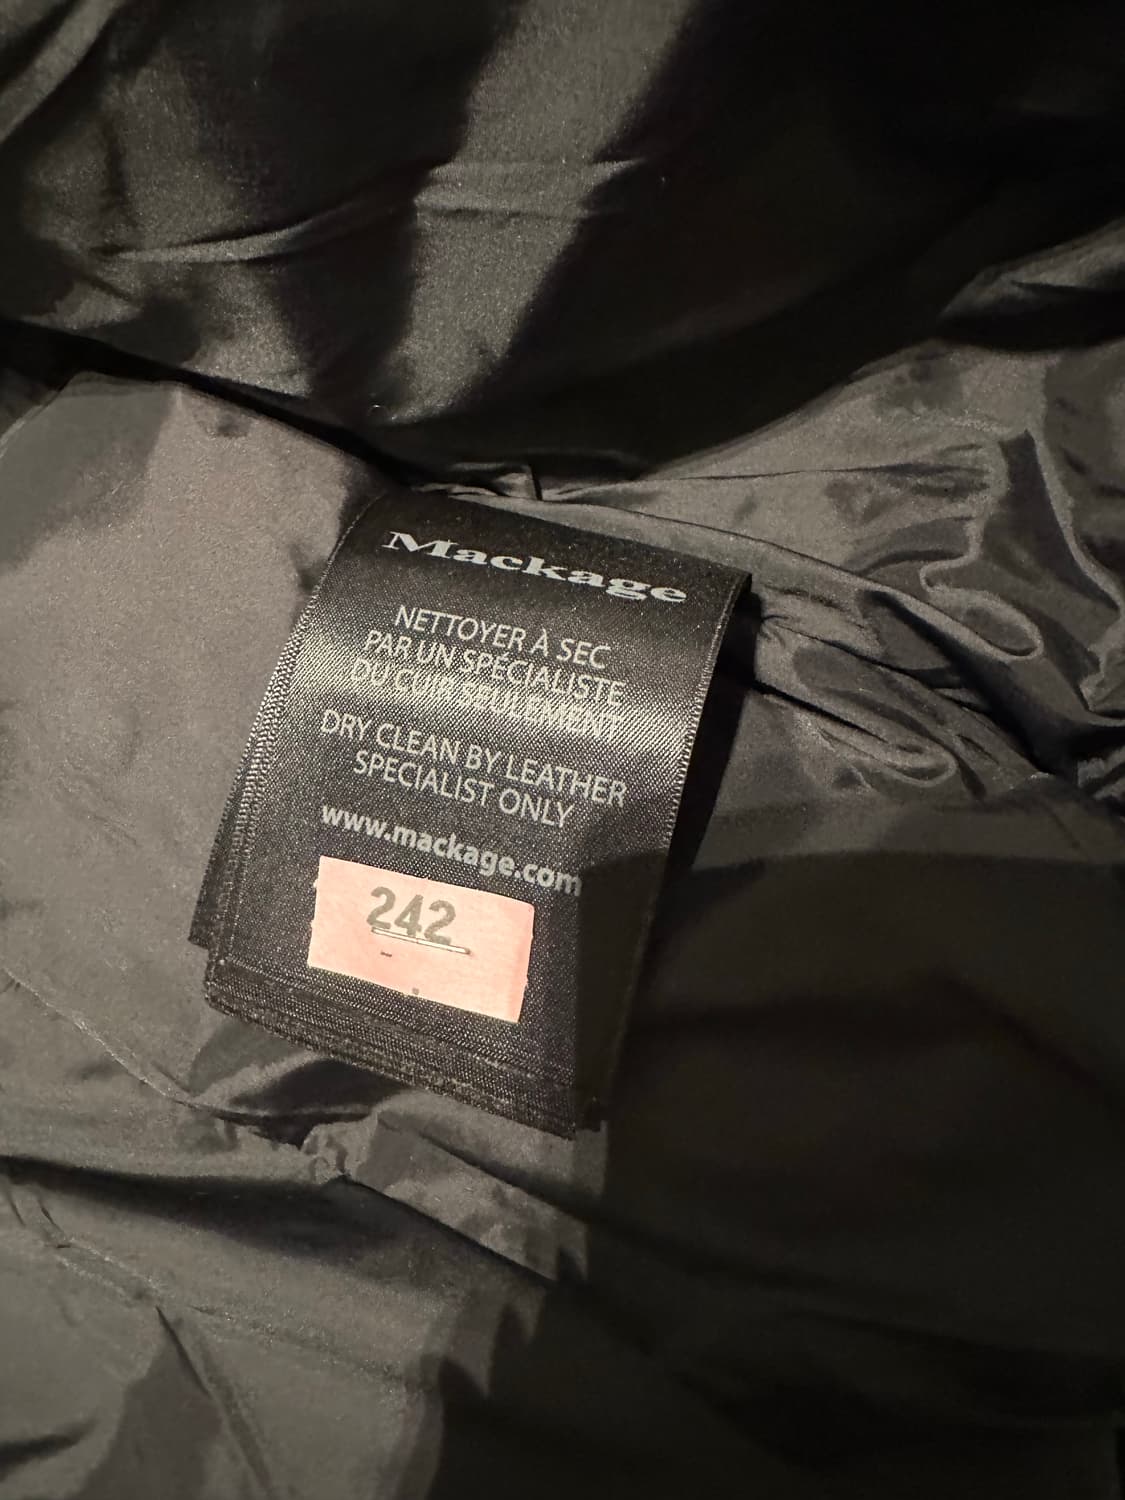 Mackage
NETTOYER À SEC
PAR UN SPÉCIALISTE
DU CUIR SEULEMENT
DRY CLEAN BY LEATHER
SPECIALIST ONLY
www.mackage.com
242